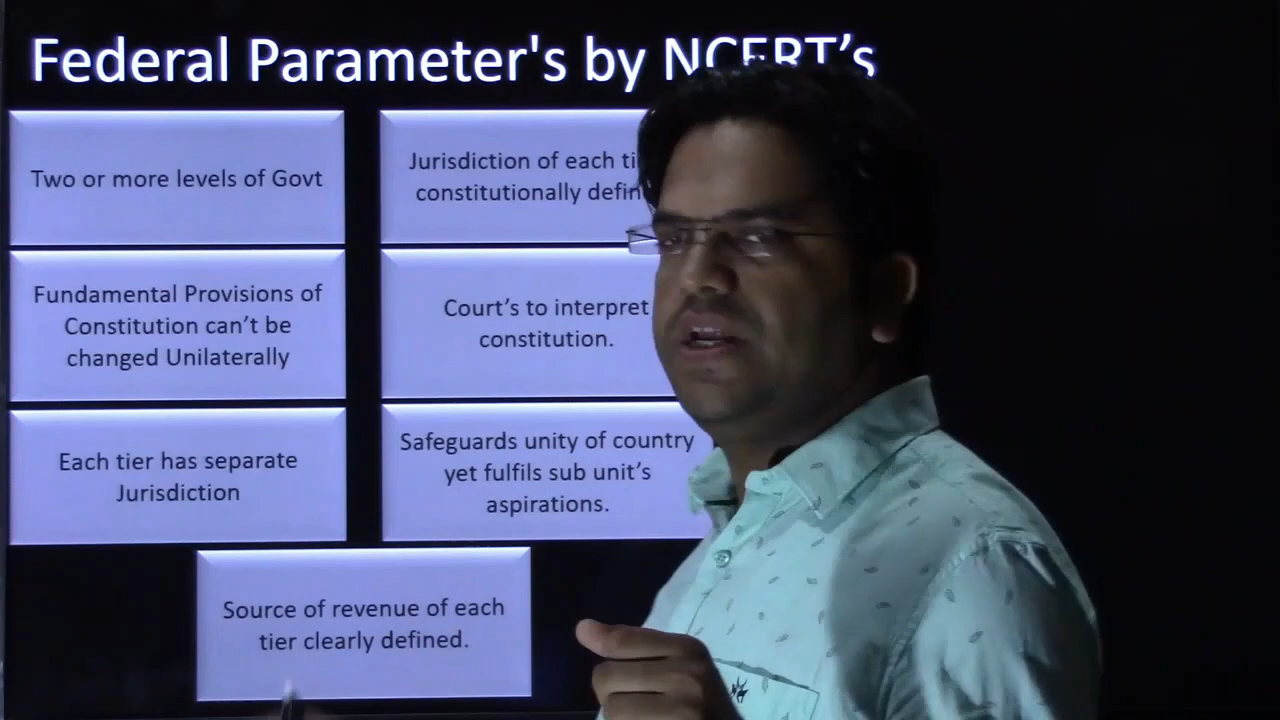 Federal Parameter's by NCERT’s
Two or more levels of Govt
Jurisdiction of each
constitutionally
Fundamental Provisions of
Constitution can’t be
changed Unilaterally
Court’s to interpret
constitution.
Each tier has separate
Jurisdiction
Safeguards unity of country
yet fulfils sub unit’s
aspirations.
Source of revenue of each
tier clearly defined.